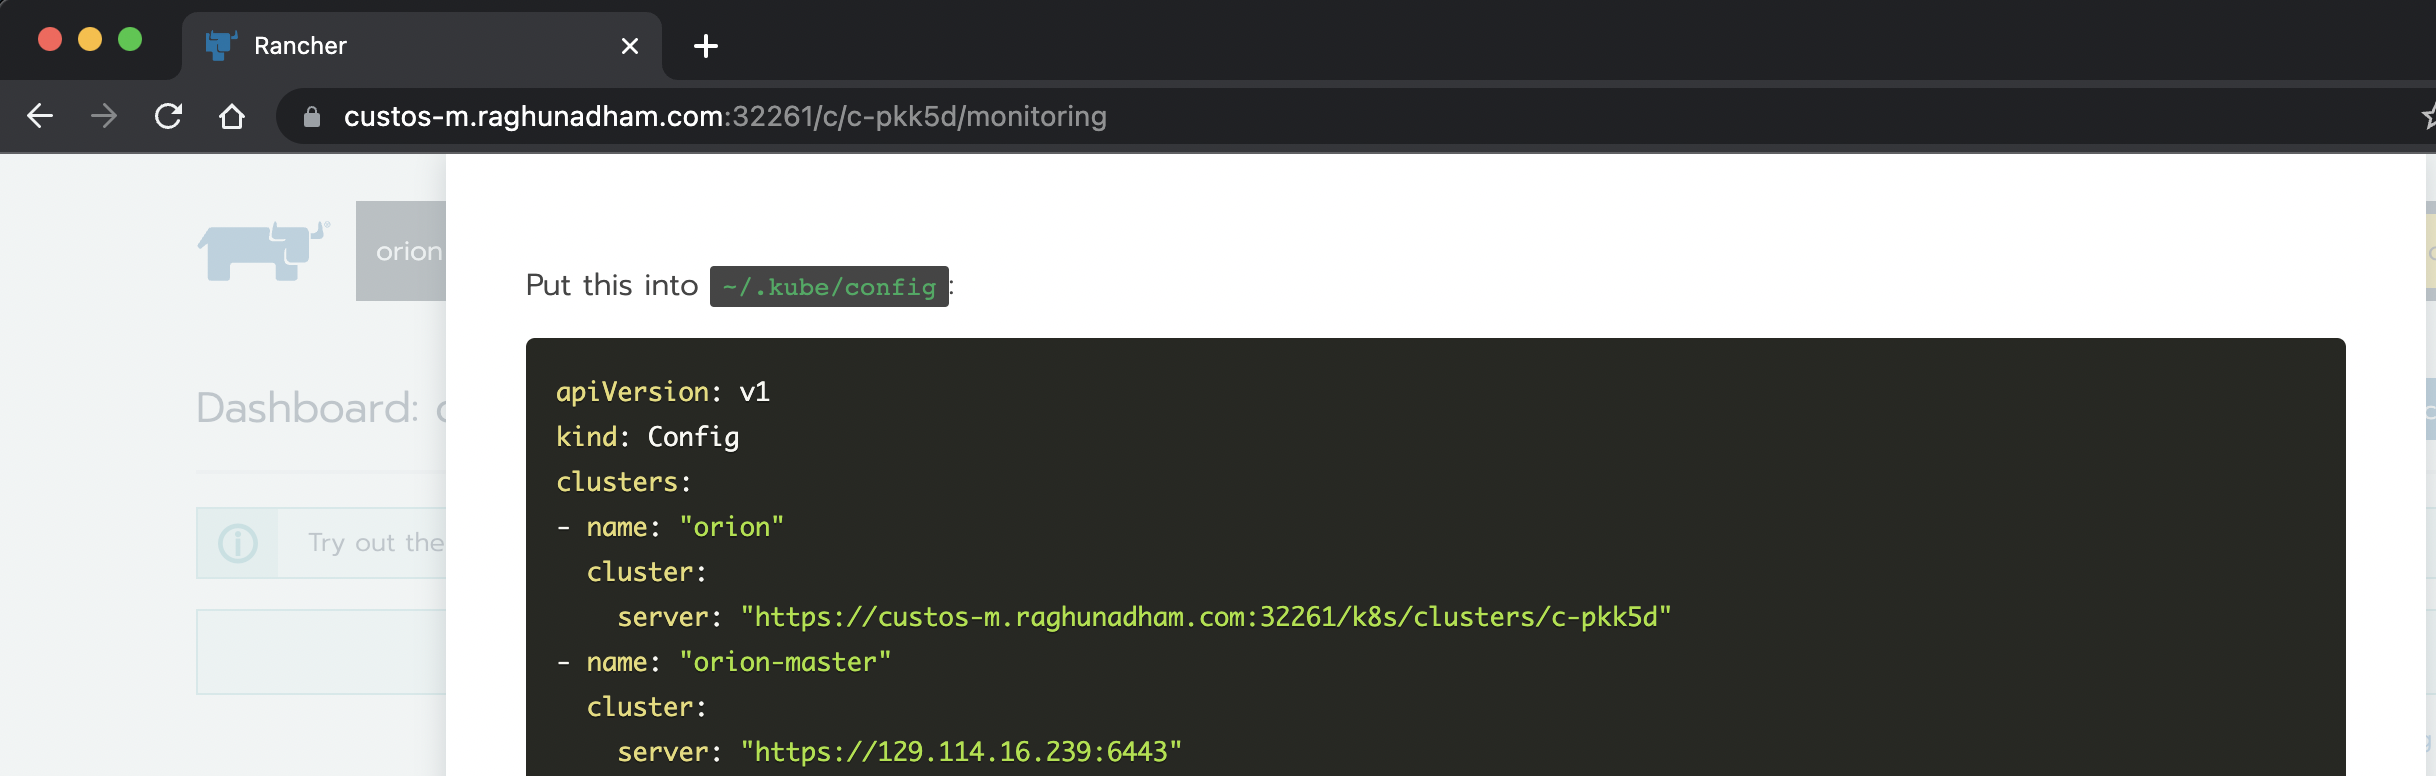 Rancher
custos-m.raghunadham.com:32261/c/c-pkk5d/monitoring
orion
Put this into ~/.kube/config:
Dashboard:
Try out the
apiVersion: v1
kind: Config
clusters:
- name: "orion"
cluster:
server: "https://custos-m.raghunadham.com:32261/k8s/clusters/c-pkk5d"
- name: "orion-master"
cluster:
server: "https://129.114.16.239:6443"